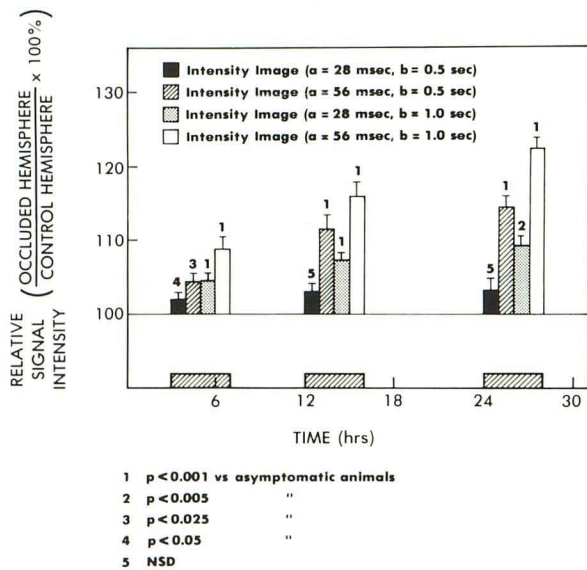 RELATIVE SIGNAL INTENSITY ( OCCLUDED HEMISPHERE / CONTROL HEMISPHERE x 100% )
Intensity Image (a = 28 msec, b = 0.5 sec)
Intensity Image (a = 56 msec, b = 0.5 sec)
Intensity Image (a = 28 msec, b = 1.0 sec)
Intensity Image (a = 56 msec, b = 1.0 sec)
130
120
110
100
4 3 1 1
5 1 1 1
5 1 2 1
6 12 18 24 30
TIME (hrs)
1 p<0.001 vs asymptomatic animals
2 p<0.005 "
3 p<0.025 "
4 p<0.05 "
5 NSD